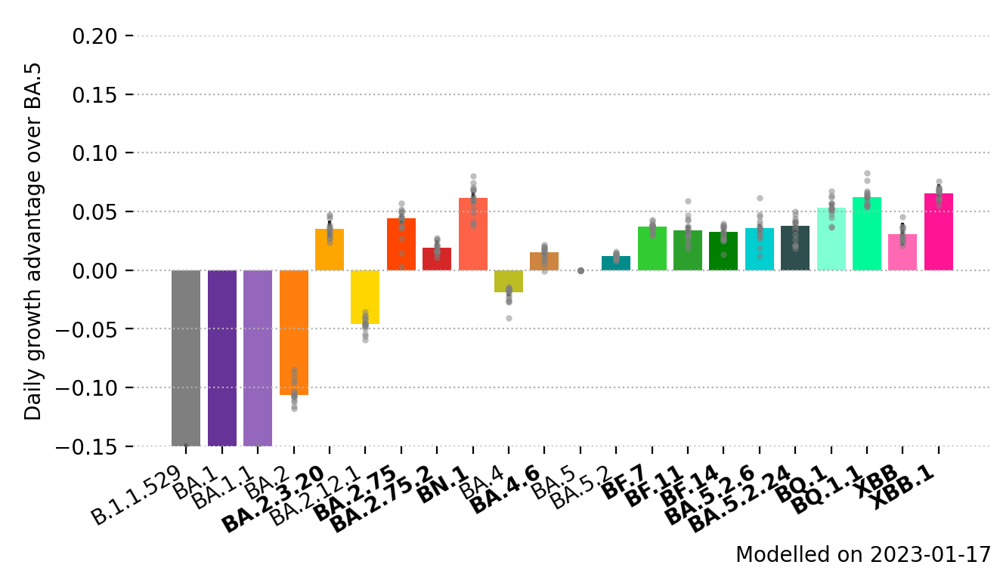 Daily growth advantage over BA.5
0.20
0.15
0.10
0.05
0.00
−0.05
−0.10
−0.15
B.1.1.529
BA.1
BA.1.1
BA.2
BA.2.3.20
BA.2.12.1
BA.2.75
BA.2.75.2
BN.1
BA.4
BA.4.6
BA.5
BA.5.2
BF.7
BF.11
BF.14
BA.5.2.6
BA.5.2.24
BQ.1
BQ.1.1
XBB
XBB.1
Modelled on 2023-01-17